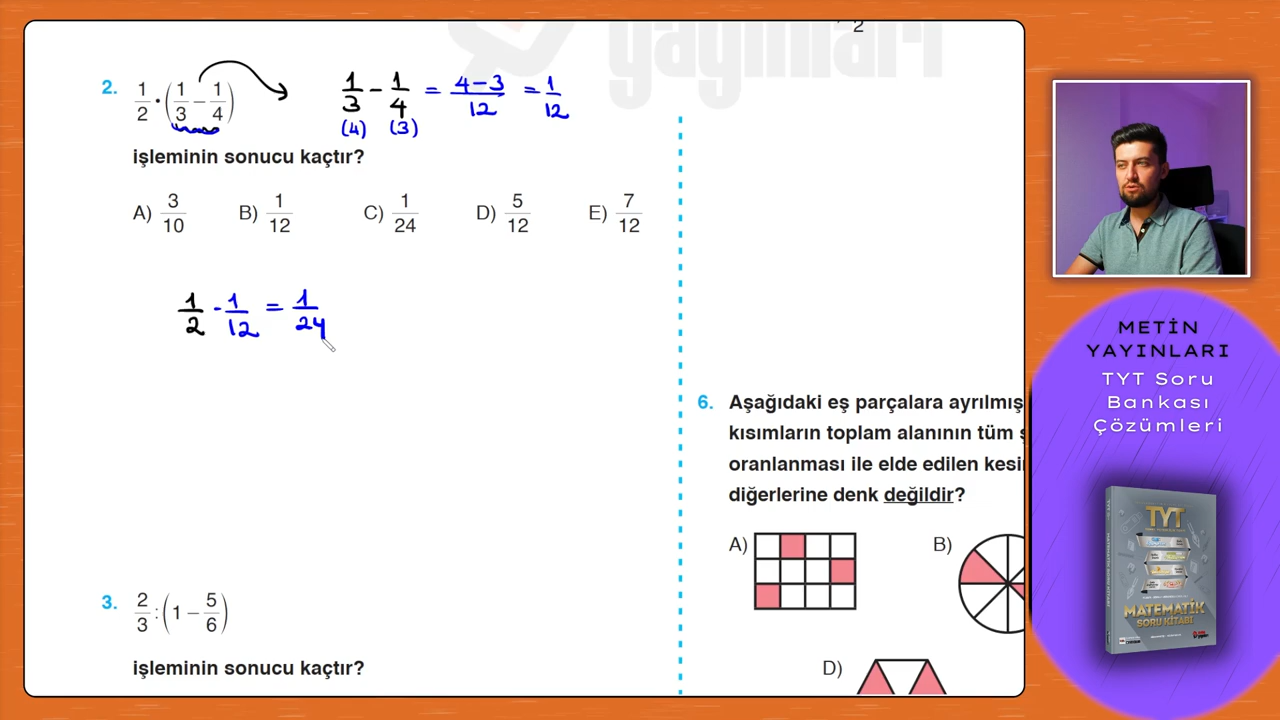 yayınları
2
2. 1/2 · (1/3 − 1/4)
1/3 − 1/4 = 4−3/12 = 1/12
(4) (3)
işleminin sonucu kaçtır?
A) 3/10 B) 1/12 C) 1/24 D) 5/12 E) 7/12
1/2 · 1/12 = 1/24
3. 2/3 : (1 − 5/6)
işleminin sonucu kaçtır?
6. Aşağıdaki eş parçalara ayrılmış
kısımların toplam alanının tüm ş
oranlanması ile elde edilen kesi
diğerlerine denk değildir?
A) B)
D)
METİN
YAYINLARI
TYT Soru
Bankası
Çözümleri
TYT
MATEMATİK
SORU KİTABI